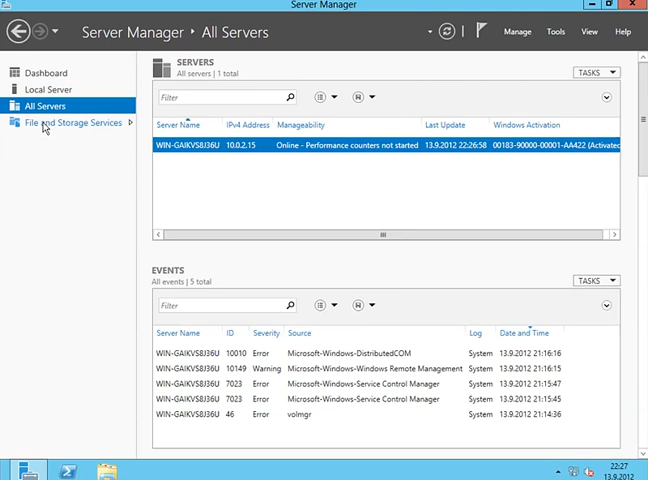 Server Manager
Server Manager ▸ All Servers
Manage Tools View Help
Dashboard
Local Server
All Servers
File and Storage Services
SERVERS
All servers | 1 total
TASKS
Filter
Server Name IPv4 Address Manageability Last Update Windows Activation
WIN-GAIKVS8J36U 10.0.2.15 Online - Performance counters not started 13.9.2012 22:26:58 00183-90000-00001-AA422 (Activated
EVENTS
All events | 5 total
TASKS
Filter
Server Name ID Severity Source Log Date and Time
WIN-GAIKVS8J36U 10010 Error Microsoft-Windows-DistributedCOM System 13.9.2012 21:16:16
WIN-GAIKVS8J36U 10149 Warning Microsoft-Windows-Windows Remote Management System 13.9.2012 21:16:15
WIN-GAIKVS8J36U 7023 Error Microsoft-Windows-Service Control Manager System 13.9.2012 21:15:47
WIN-GAIKVS8J36U 7023 Error Microsoft-Windows-Service Control Manager System 13.9.2012 21:15:45
WIN-GAIKVS8J36U 46 Error volmgr System 13.9.2012 21:14:36
22:27
13.9.2012